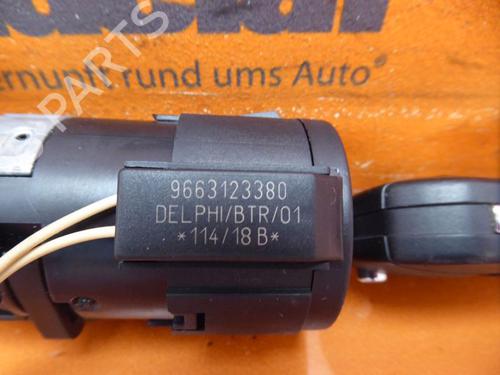 PARTS
ernunft rund ums Auto®
9663123380
DELPHI/BTR/01
*114/18 B*